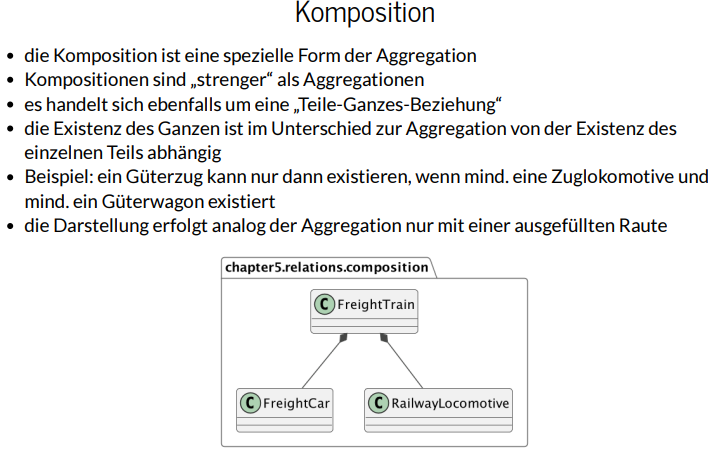 Komposition
• die Komposition ist eine spezielle Form der Aggregation
• Kompositionen sind „strenger“ als Aggregationen
• es handelt sich ebenfalls um eine „Teile-Ganzes-Beziehung“
• die Existenz des Ganzen ist im Unterschied zur Aggregation von der Existenz des
einzelnen Teils abhängig
• Beispiel: ein Güterzug kann nur dann existieren, wenn mind. eine Zuglokomotive und
mind. ein Güterwagon existiert
• die Darstellung erfolgt analog der Aggregation nur mit einer ausgefüllten Raute
chapter5.relations.composition
C FreightTrain
C FreightCar
C RailwayLocomotive